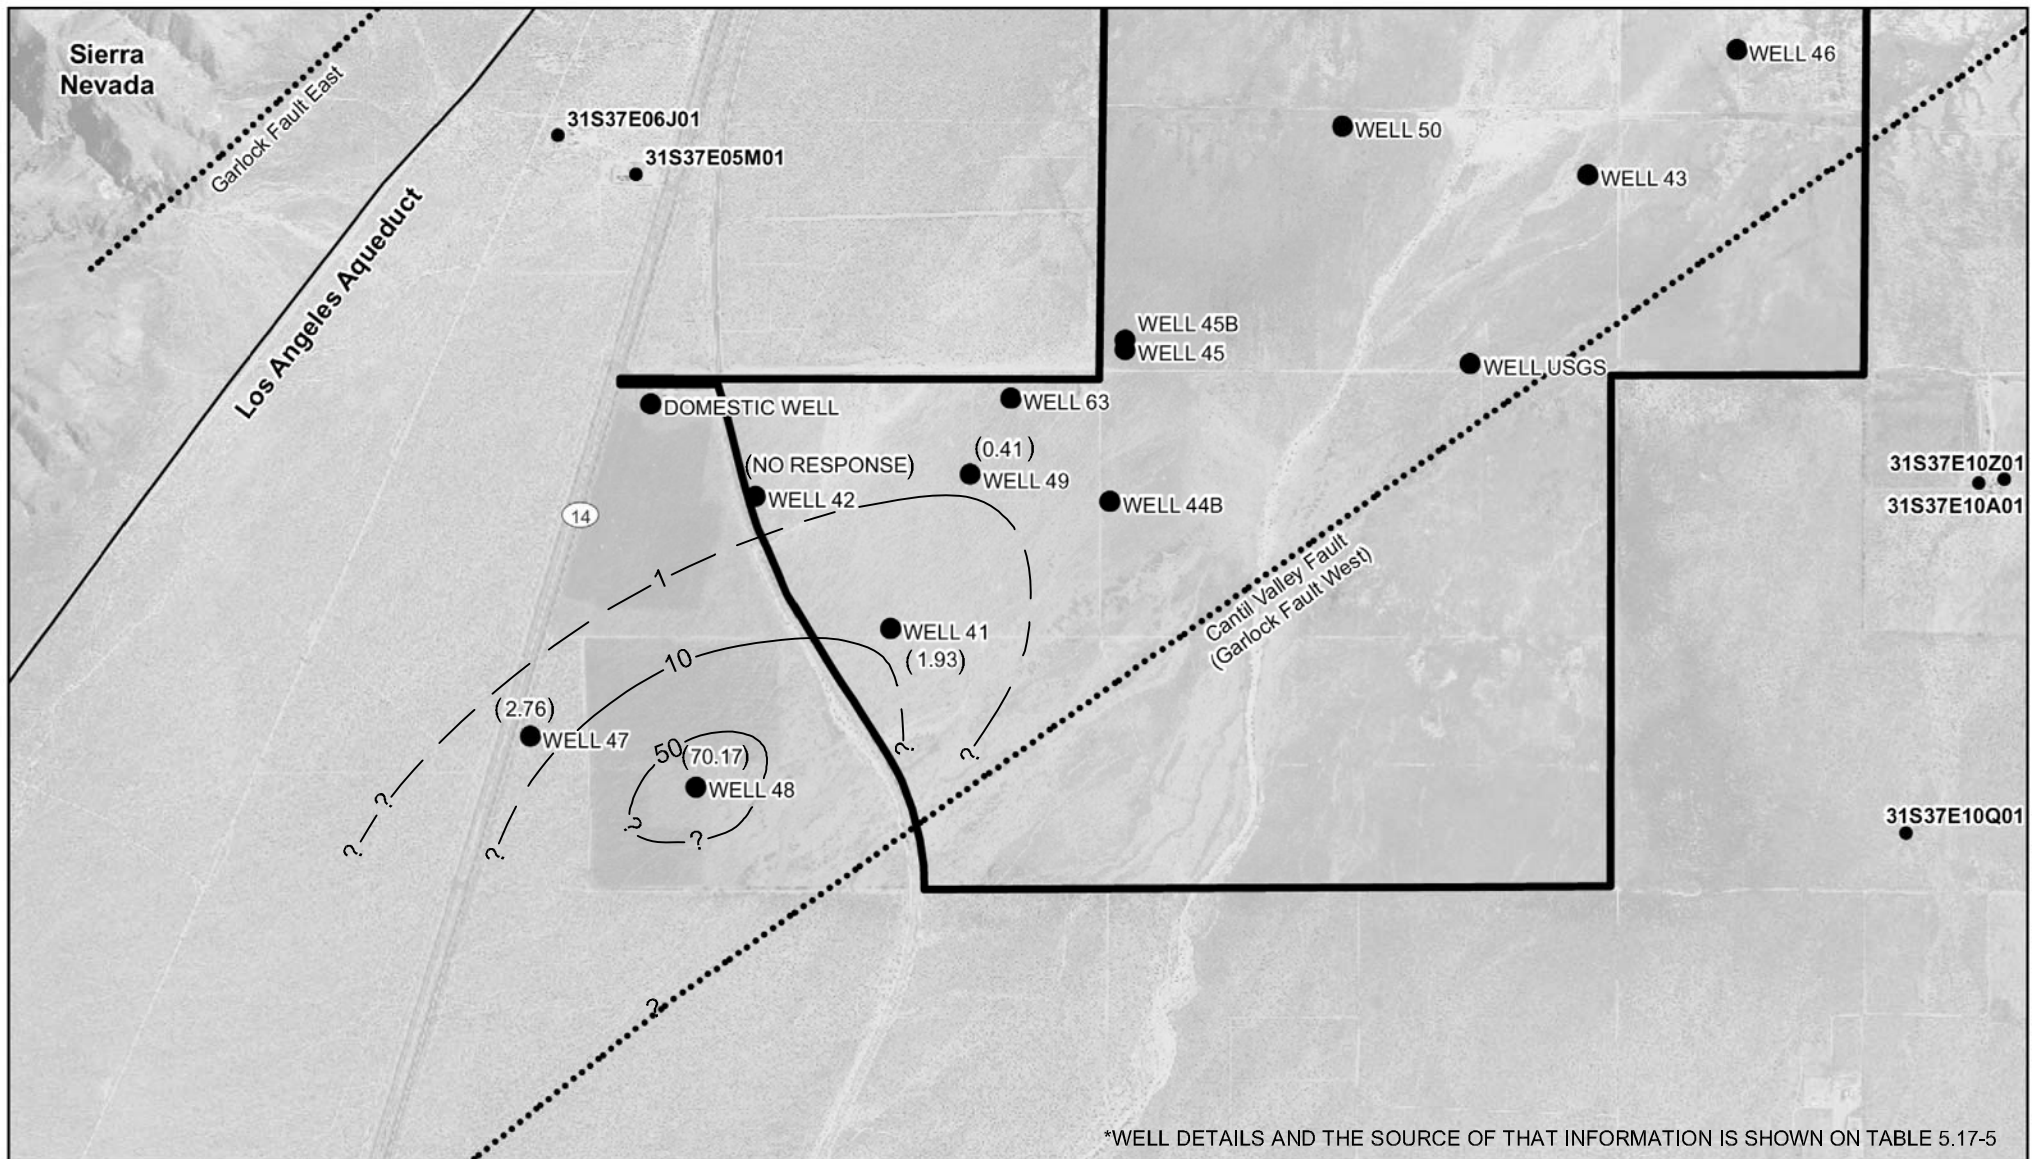 Sierra
Nevada
WELL 46
Garlock Fault East
31S37E06J01
WELL 50
31S37E05M01
WELL 43
Los Angeles Aqueduct
WELL 45B
WELL 45
WELL USGS
DOMESTIC WELL
WELL 63
(0.41)
(NO RESPONSE)
WELL 49
31S37E10Z01
WELL 42
WELL 44B
31S37E10A01
14
1
Cantil Valley Fault
(Garlock Fault West)
WELL 41
(1.93)
10
(2.76)
WELL 47
?
?
50
(70.17)
WELL 48
?
?
?
31S37E10Q01
?
?
?
*WELL DETAILS AND THE SOURCE OF THAT INFORMATION IS SHOWN ON TABLE 5.17-5